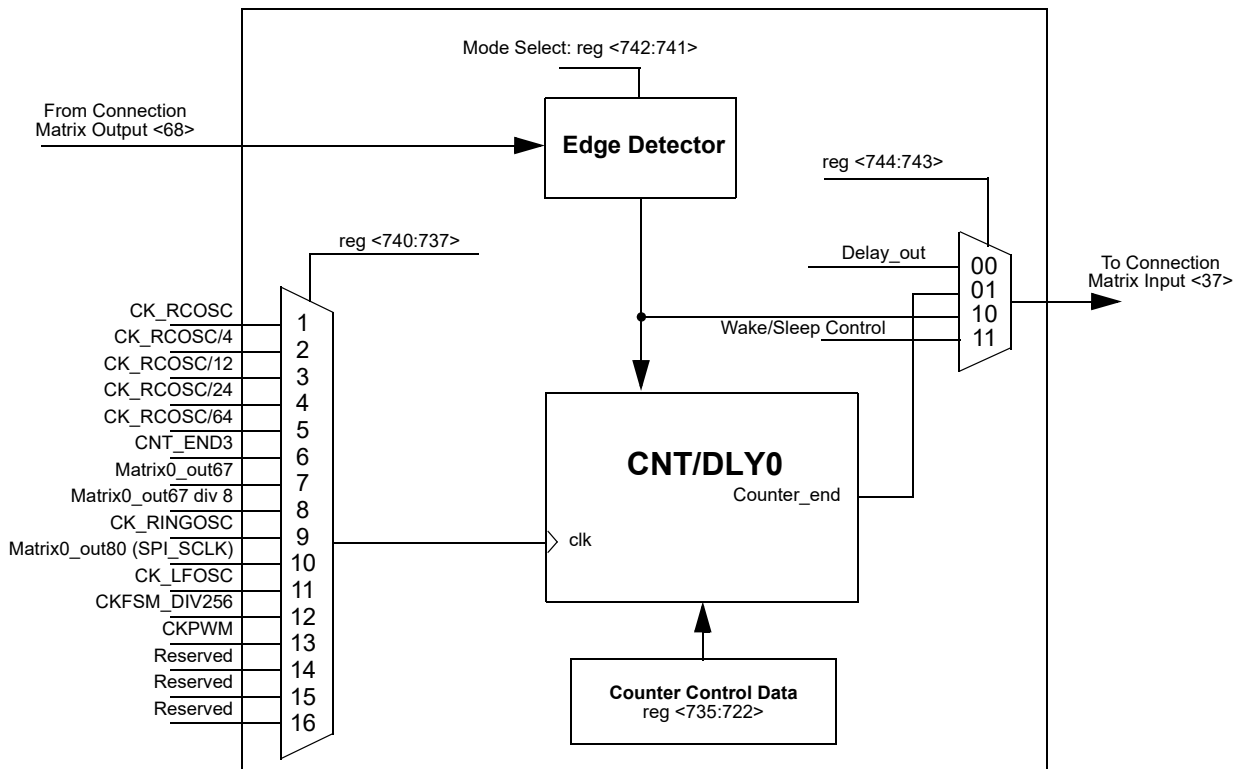 Mode Select: reg <742:741>
From Connection
Matrix Output <68>
Edge Detector
reg <744:743>
reg <740:737>
Delay_out
00
01
10
11
To Connection
Matrix Input <37>
Wake/Sleep Control
CK_RCOSC
1
CK_RCOSC/4
2
CK_RCOSC/12
3
CK_RCOSC/24
4
CK_RCOSC/64
5
CNT_END3
6
Matrix0_out67
7
Matrix0_out67 div 8
8
CK_RINGOSC
9
Matrix0_out80 (SPI_SCLK)
10
CK_LFOSC
11
CKFSM_DIV256
12
CKPWM
13
Reserved
14
Reserved
15
Reserved
16
CNT/DLY0
Counter_end
clk
Counter Control Data
reg <735:722>